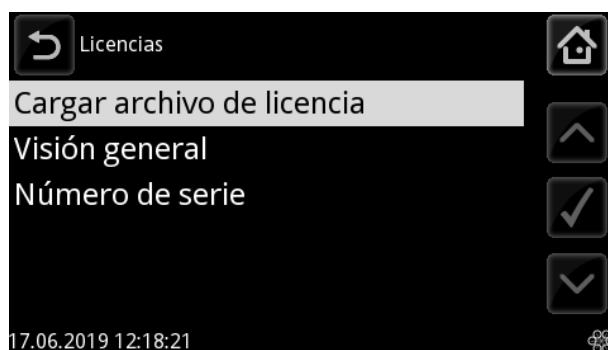 Licencias
Cargar archivo de licencia
Visión general
Número de serie
17.06.2019 12:18:21